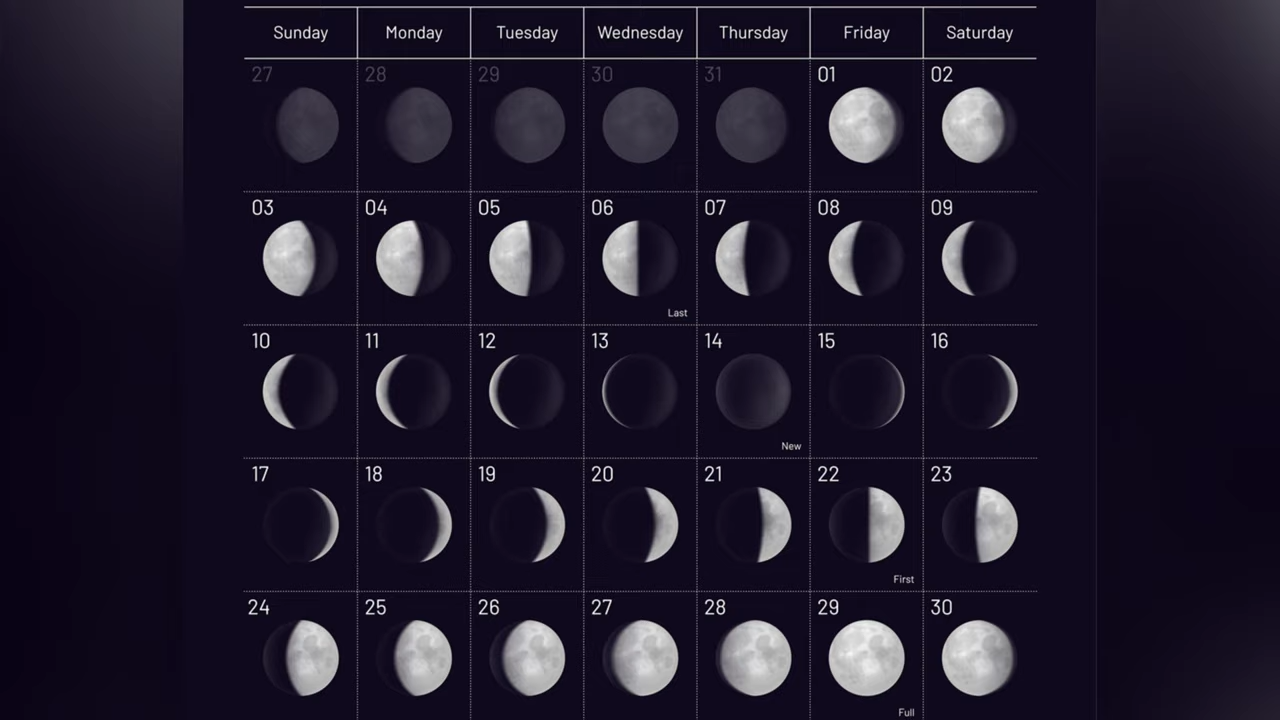 Sunday Monday Tuesday Wednesday Thursday Friday Saturday
27 28 29 30 31 01 02
03 04 05 06 07 08 09
Last
10 11 12 13 14 15 16
New
17 18 19 20 21 22 23
First
24 25 26 27 28 29 30
Full